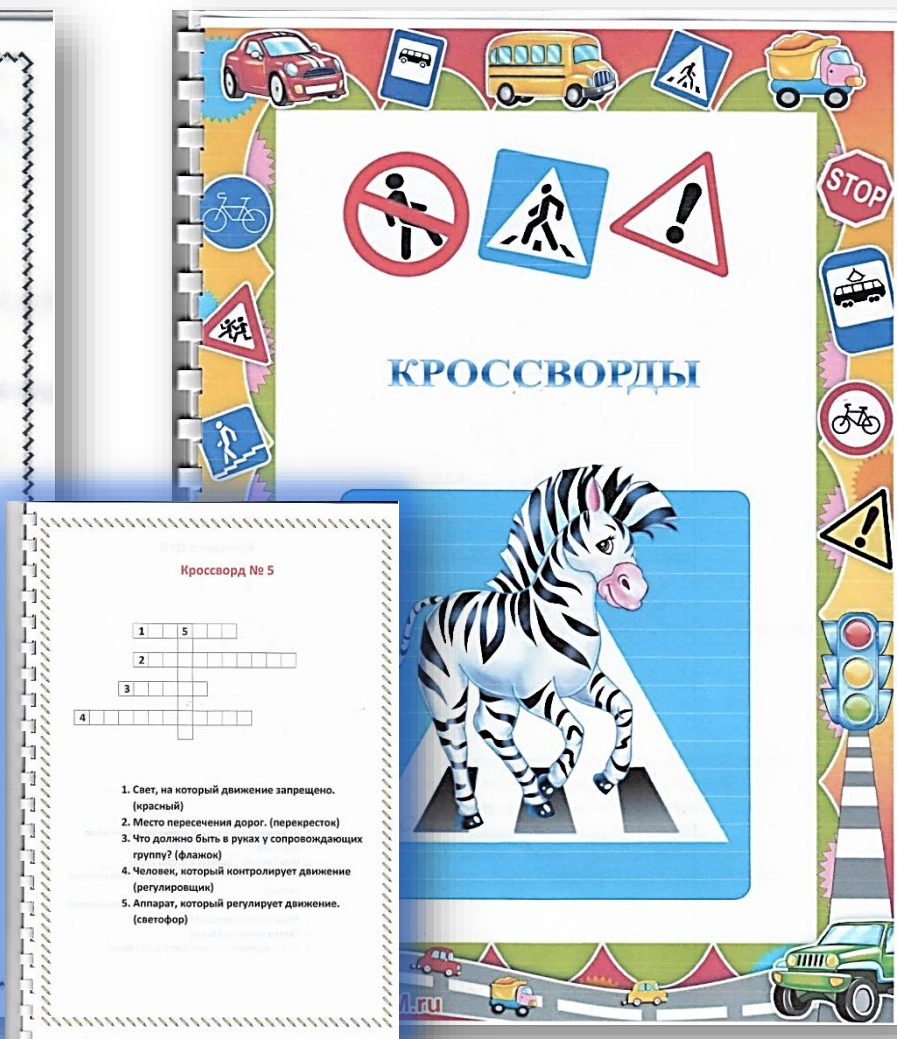 STOP
КРОССВОРДЫ
Кроссворд № 5
1 5
2
3
4
1. Свет, на который движение запрещено.
(красный)
2. Место пересечения дорог. (перекресток)
3. Что должно быть в руках у сопровождающих
группу? (флажок)
4. Человек, который контролирует движение
(регулировщик)
5. Аппарат, который регулирует движение.
(светофор)
.ru